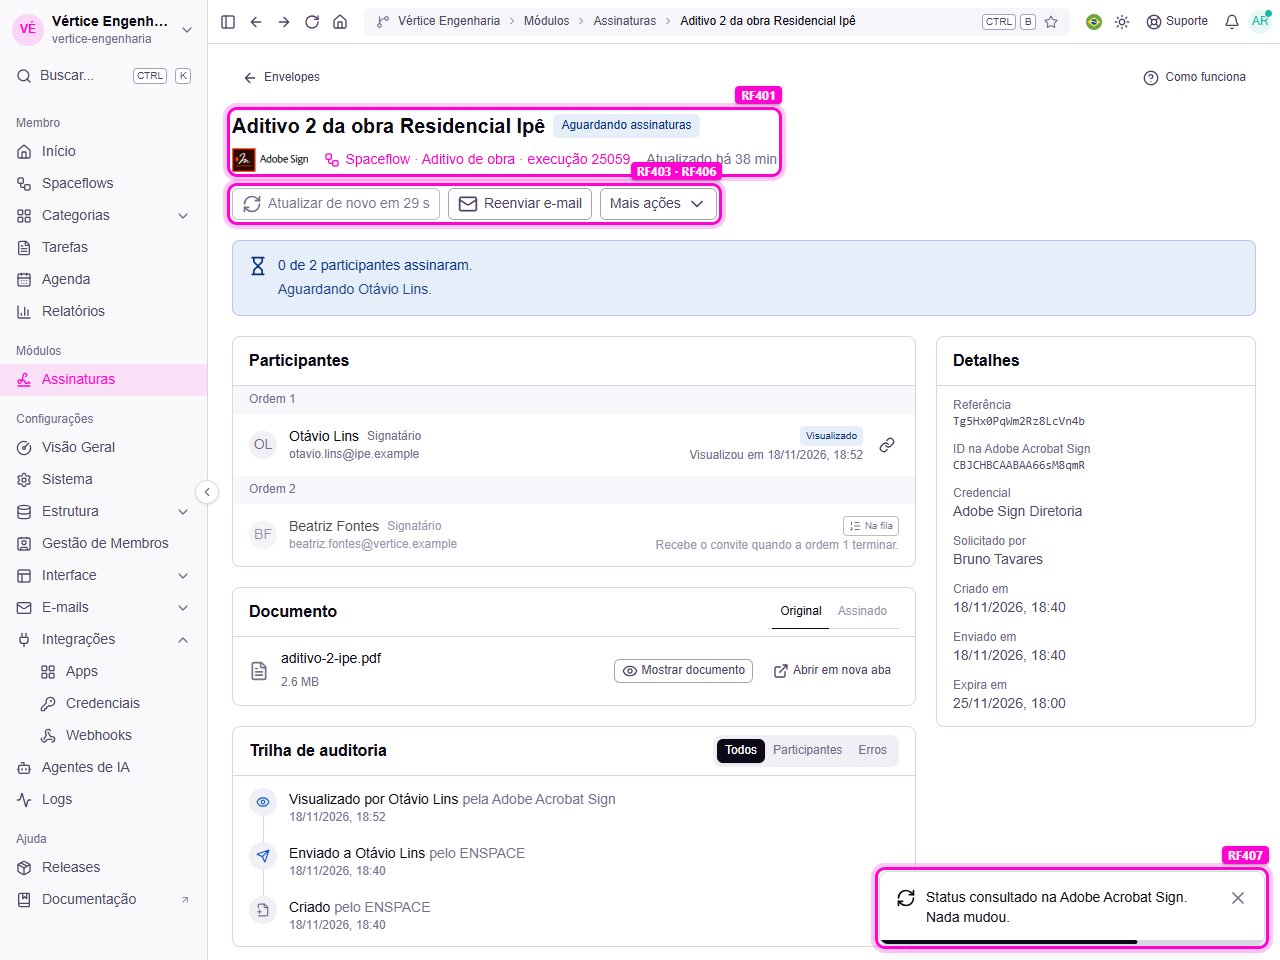 VÉ
Vértice Engenh...
vertice-engenharia
Buscar...
CTRL K
Membro
Início
Spaceflows
Categorias
Tarefas
Agenda
Relatórios
Módulos
Assinaturas
Configurações
Visão Geral
Sistema
Estrutura
Gestão de Membros
Interface
E-mails
Integrações
Apps
Credenciais
Webhooks
Agentes de IA
Logs
Ajuda
Releases
Documentação
Vértice Engenharia
Módulos
Assinaturas
Aditivo 2 da obra Residencial Ipê
CTRL B
Suporte
AR
Envelopes
Como funciona
RF401
Aditivo 2 da obra Residencial Ipê
Aguardando assinaturas
Adobe Sign
Spaceflow · Aditivo de obra · execução 25059
Atualizado há 38 min
RF403 - RF406
Atualizar de novo em 29 s
Reenviar e-mail
Mais ações
0 de 2 participantes assinaram.
Aguardando Otávio Lins.
Participantes
Ordem 1
OL
Otávio Lins Signatário
otavio.lins@ipe.example
Visualizado
Visualizou em 18/11/2026, 18:52
Ordem 2
BF
Beatriz Fontes Signatário
beatriz.fontes@vertice.example
Na fila
Recebe o convite quando a ordem 1 terminar.
Documento
Original
Assinado
aditivo-2-ipe.pdf
2.6 MB
Mostrar documento
Abrir em nova aba
Trilha de auditoria
Todos
Participantes
Erros
Visualizado por Otávio Lins pela Adobe Acrobat Sign
18/11/2026, 18:52
Enviado a Otávio Lins pelo ENSPACE
18/11/2026, 18:40
Criado pelo ENSPACE
18/11/2026, 18:40
Detalhes
Referência
Tg5Hx0PqWm2Rz8LcVn4b
ID na Adobe Acrobat Sign
CBJCHBCAABAA66sM8qmR
Credencial
Adobe Sign Diretoria
Solicitado por
Bruno Tavares
Criado em
18/11/2026, 18:40
Enviado em
18/11/2026, 18:40
Expira em
25/11/2026, 18:00
RF407
Status consultado na Adobe Acrobat Sign.
Nada mudou.